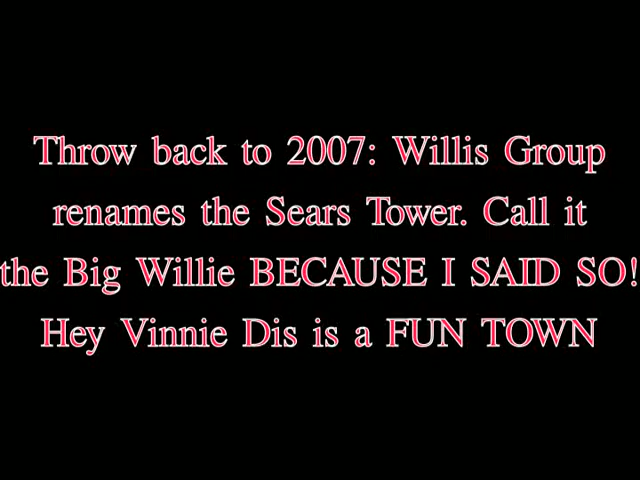 Throw back to 2007: Willis Group
renames the Sears Tower. Call it
the Big Willie BECAUSE I SAID SO!
Hey Vinnie Dis is a FUN TOWN